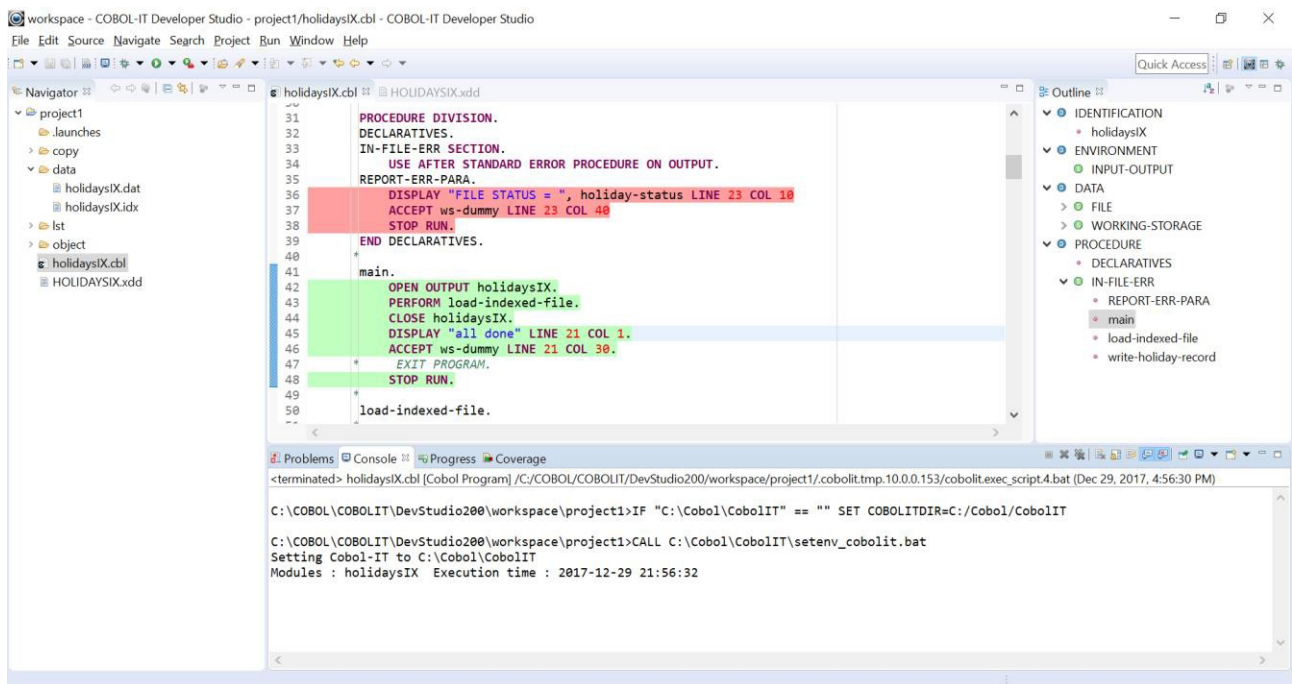 workspace - COBOL-IT Developer Studio - project1/holidaysIX.cbl - COBOL-IT Developer Studio
File Edit Source Navigate Search Project Run Window Help
Quick Access
Navigator
project1
.launches
copy
data
holidaysIX.dat
holidaysIX.idx
lst
object
holidaysIX.cbl
HOLIDAYSIX.xdd
holidaysIX.cbl HOLIDAYSIX.xdd
31 PROCEDURE DIVISION.
32 DECLARATIVES.
33 IN-FILE-ERR SECTION.
34 USE AFTER STANDARD ERROR PROCEDURE ON OUTPUT.
35 REPORT-ERR-PARA.
36 DISPLAY "FILE STATUS = ", holiday-status LINE 23 COL 10
37 ACCEPT ws-dummy LINE 23 COL 40
38 STOP RUN.
39 END DECLARATIVES.
40 *
41 main.
42 OPEN OUTPUT holidaysIX.
43 PERFORM load-indexed-file.
44 CLOSE holidaysIX.
45 DISPLAY "all done" LINE 21 COL 1.
46 ACCEPT ws-dummy LINE 21 COL 30.
47 * EXIT PROGRAM.
48 STOP RUN.
49 *
50 load-indexed-file.
Outline
IDENTIFICATION
holidaysIX
ENVIRONMENT
INPUT-OUTPUT
DATA
FILE
WORKING-STORAGE
PROCEDURE
DECLARATIVES
IN-FILE-ERR
REPORT-ERR-PARA
main
load-indexed-file
write-holiday-record
Problems Console Progress Coverage
<terminated> holidaysIX.cbl [Cobol Program] /C:/COBOL/COBOLIT/DevStudio200/workspace/project1/.cobolit.tmp.10.0.0.153/cobolit.exec_script.4.bat (Dec 29, 2017, 4:56:30 PM)
C:\COBOL\COBOLIT\DevStudio200\workspace\project1>IF "C:\Cobol\CobolIT" == "" SET COBOLITDIR=C:/Cobol/CobolIT
C:\COBOL\COBOLIT\DevStudio200\workspace\project1>CALL C:\Cobol\CobolIT\setenv_cobolit.bat
Setting Cobol-IT to C:\Cobol\CobolIT
Modules : holidaysIX Execution time : 2017-12-29 21:56:32